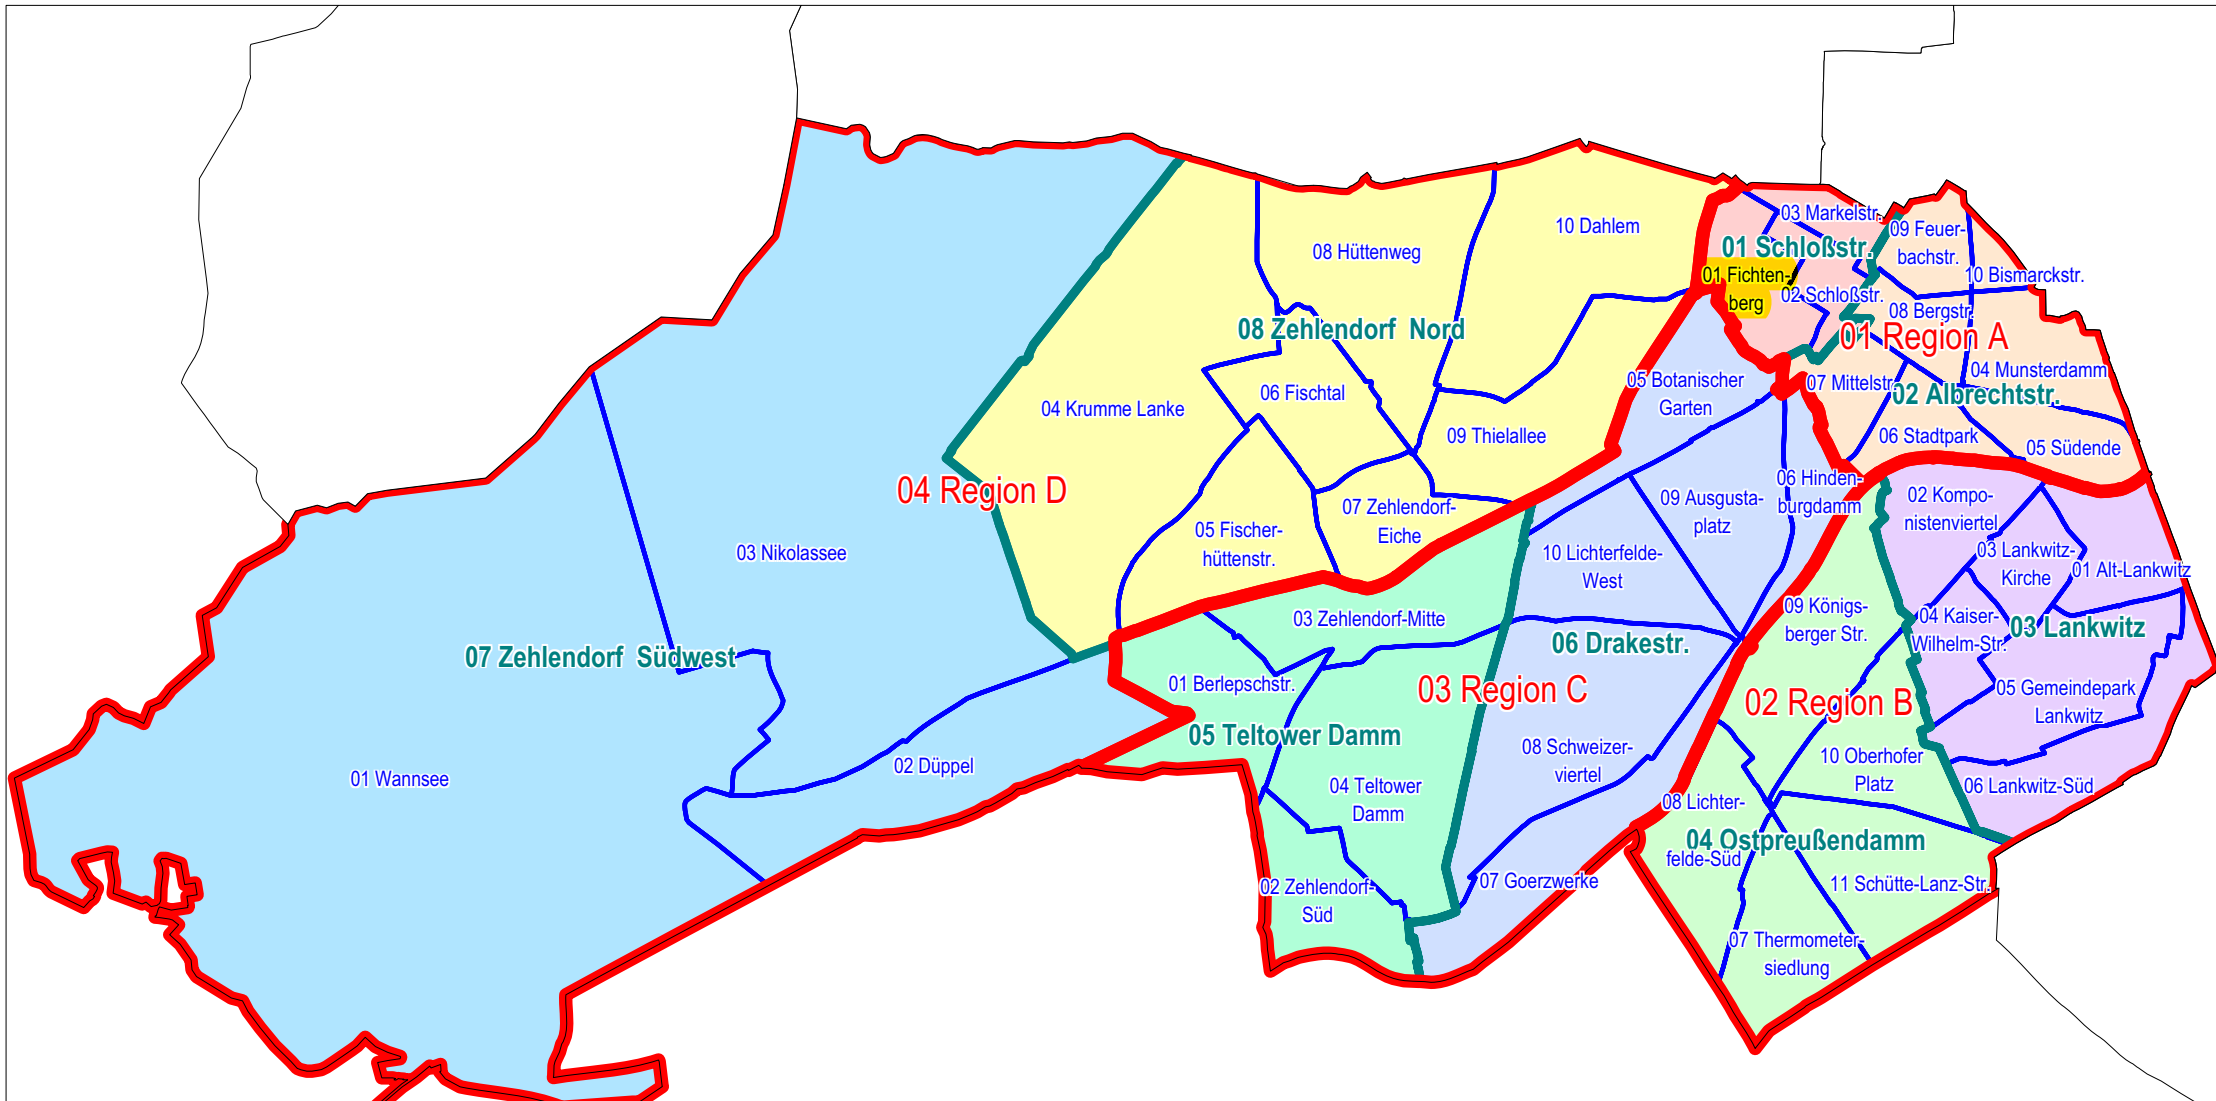 03 Markelstr.
10 Dahlem
09 Feuer-
bachstr.
01 Schloßstr.
08 Hüttenweg
01 Fichten-
berg
10 Bismarckstr.
02 Schloßstr.
08 Bergstr.
08 Zehlendorf Nord
01 Region A
04 Munsterdamm
05 Botanischer
Garten
07 Mittelstr.
06 Fischtal
02 Albrechtstr.
04 Krumme Lanke
09 Thielallee
06 Stadtpark
05 Südende
04 Region D
06 Hinden-
burgdamm
02 Kompo-
nistenviertel
09 Ausgusta-
platz
07 Zehlendorf-
Eiche
05 Fischer-
hüttenstr.
03 Nikolassee
10 Lichterfelde-
West
03 Lankwitz-
Kirche
01 Alt-Lankwitz
09 Königs-
berger Str.
03 Zehlendorf-Mitte
04 Kaiser-
Wilhelm-Str.
03 Lankwitz
06 Drakestr.
07 Zehlendorf Südwest
01 Berlepschstr.
03 Region C
05 Gemeindepark
Lankwitz
02 Region B
05 Teltower Damm
08 Schweizer-
viertel
10 Oberhofer
Platz
01 Wannsee
02 Düppel
04 Teltower
Damm
06 Lankwitz-Süd
08 Lichter-
felde-Süd
04 Ostpreußendamm
07 Goerzwerke
02 Zehlendorf-
Süd
11 Schütte-Lanz-Str.
07 Thermometer-
siedlung